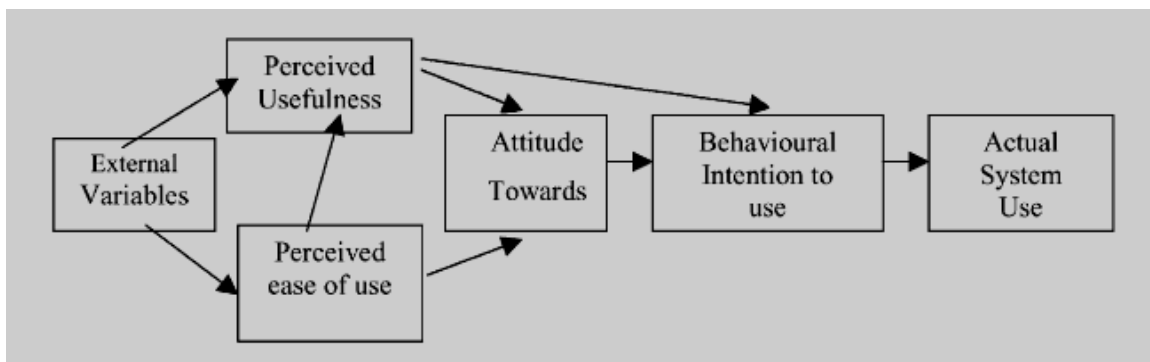 Perceived
Usefulness
External
Variables
Perceived
ease of use
Attitude
Towards
Behavioural
Intention to
use
Actual
System
Use